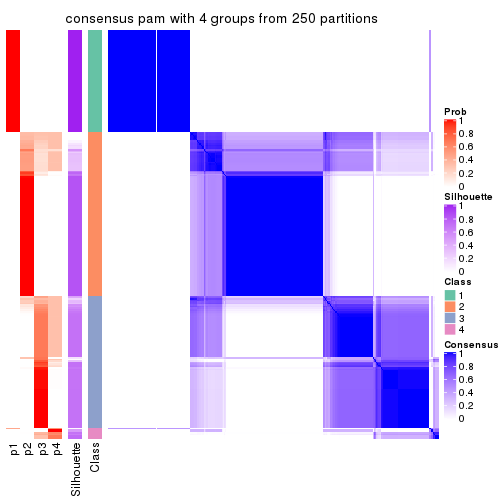 consensus pam with 4 groups from 250 partitions
Prob
1
0.8
0.6
0.4
0.2
0
Silhouette
1
0.8
0.6
0.4
0.2
0
Class
1
2
3
4
Consensus
1
0.8
0.6
0.4
0.2
0
p1
p2
p3
p4
Silhouette
Class